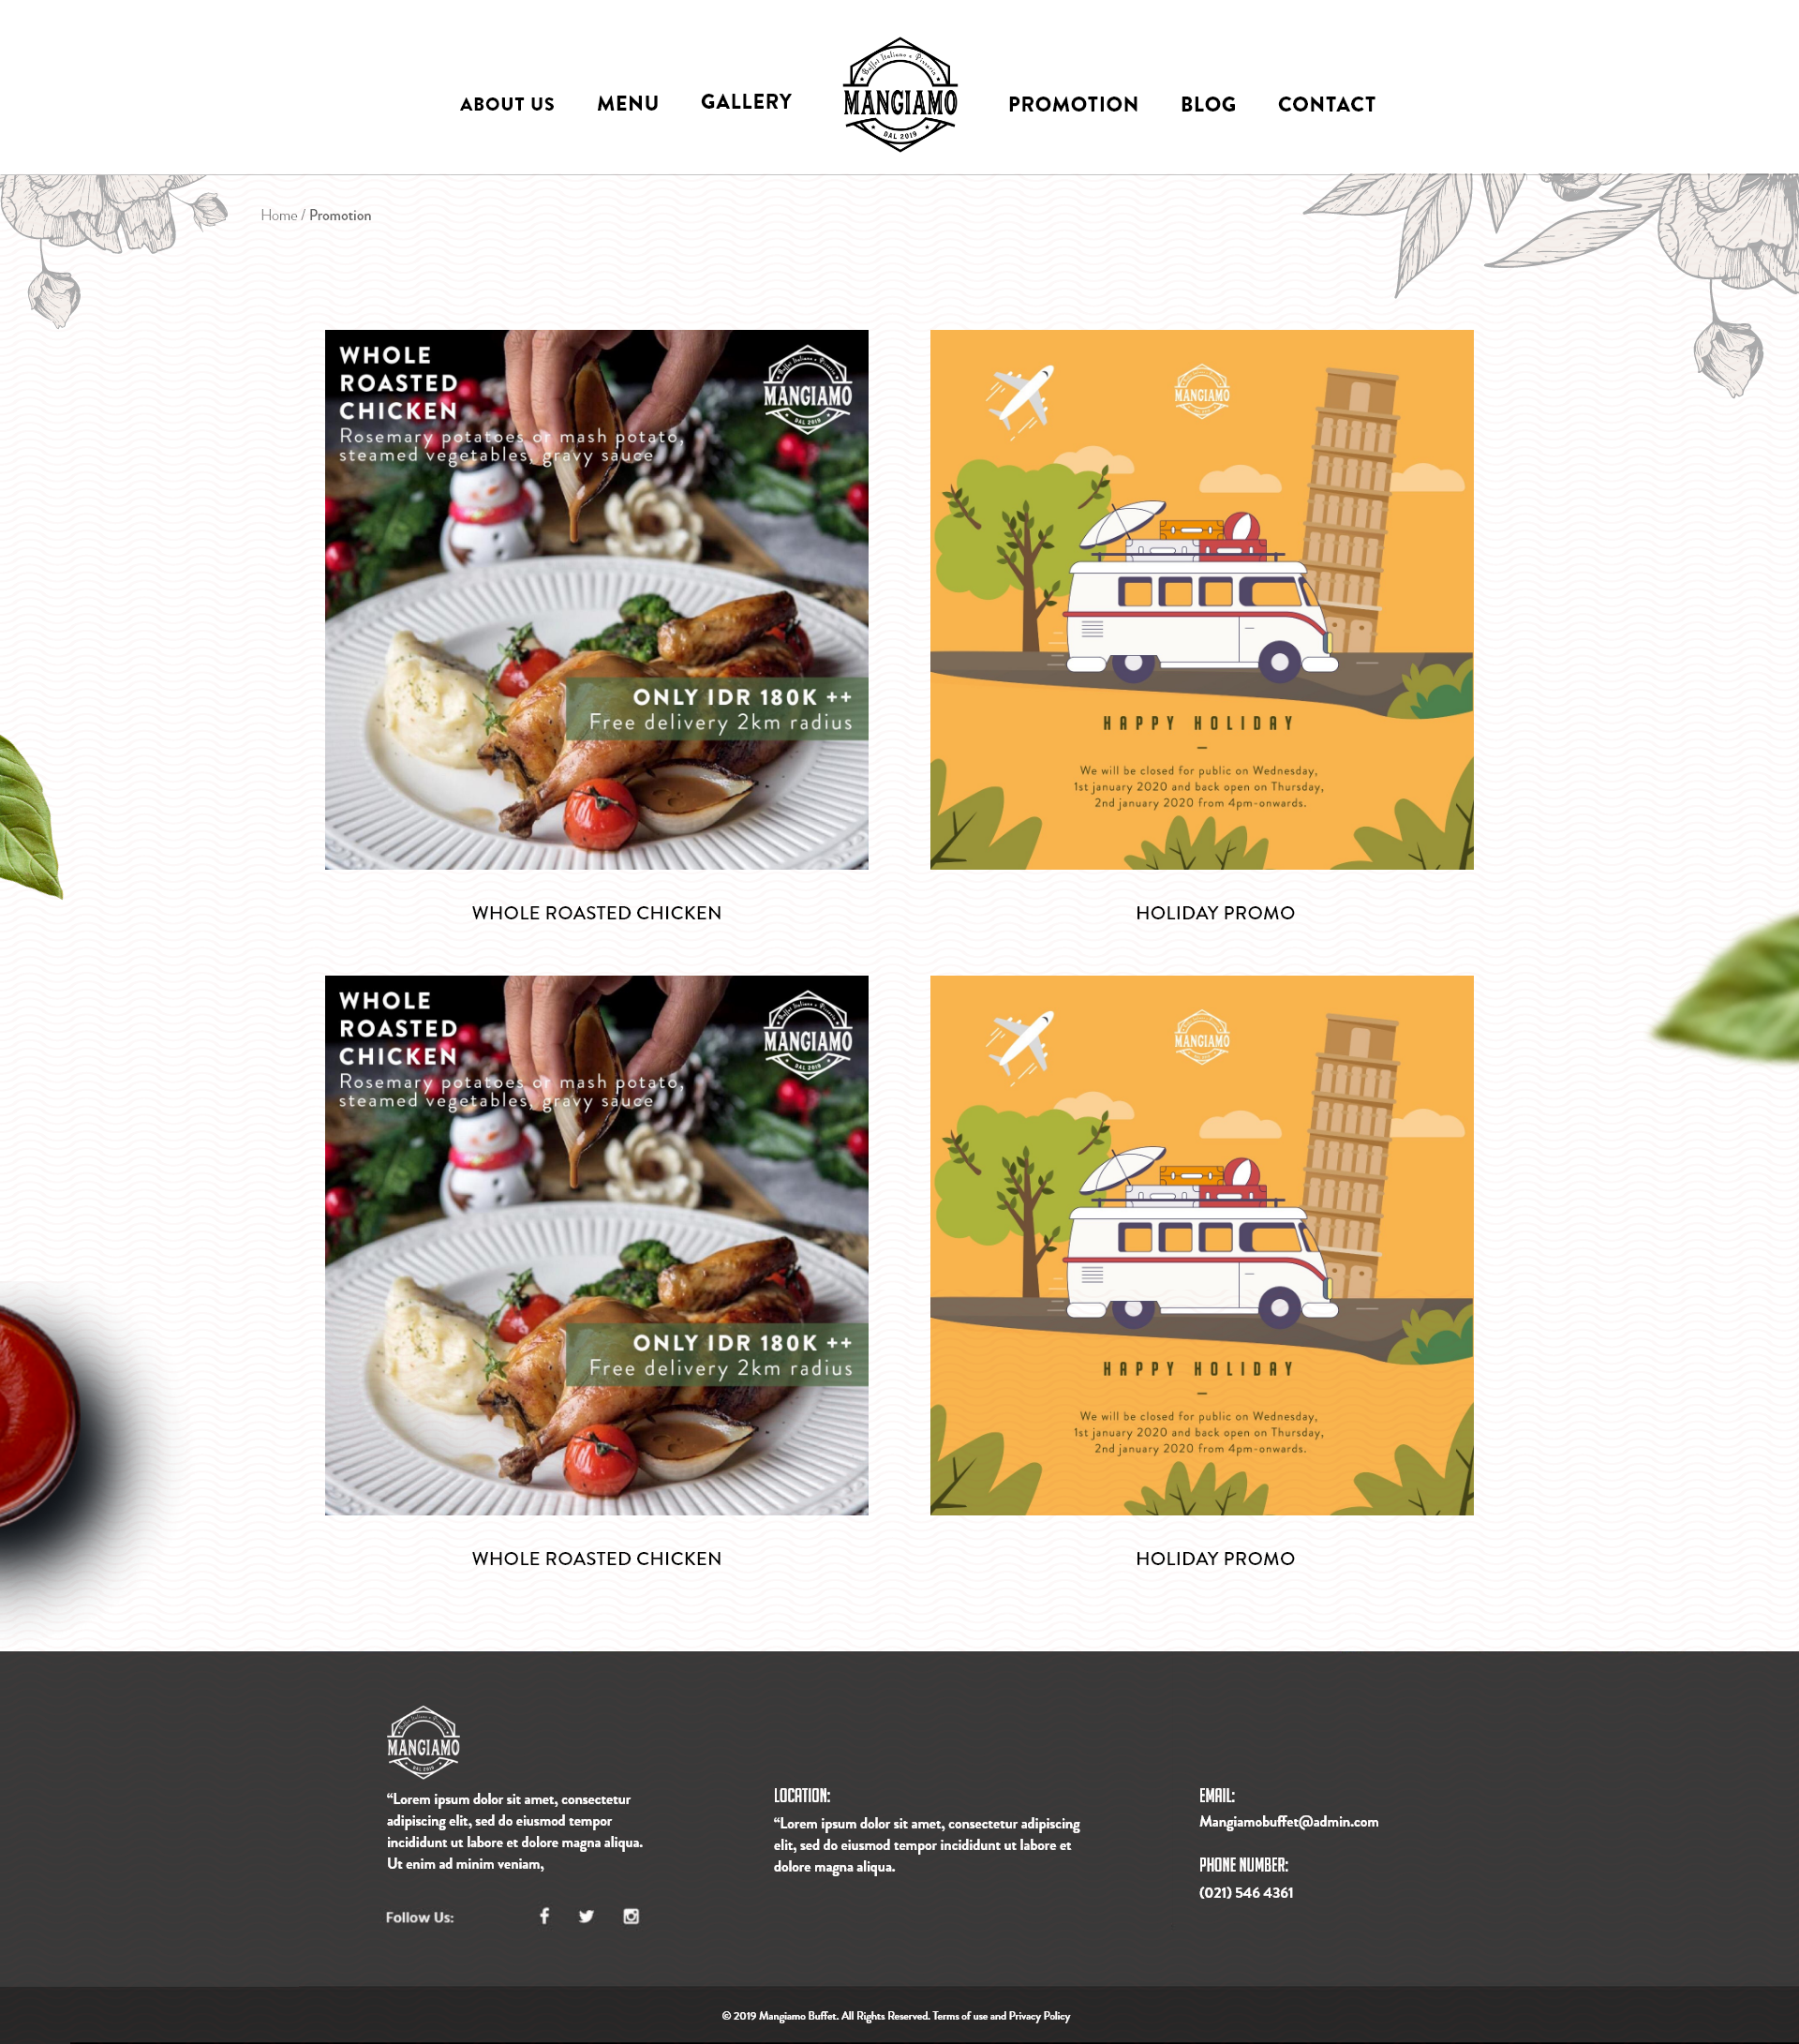 ABOUT US
MENU
GALLERY
Buffet Italiano e Pizzeria
MANGIAMO
DAL 2019
PROMOTION
BLOG
CONTACT
Home / Promotion
WHOLE
ROASTED
CHICKEN
Rosemary potatoes or mash potato,
steamed vegetables, gravy sauce
Buffet Italiano e Pizzeria
MANGIAMO
DAL 2019
ONLY IDR 180K ++
Free delivery 2km radius
WHOLE ROASTED CHICKEN
MANGIAMO
HAPPY HOLIDAY
We will be closed for public on Wednesday,
1st january 2020 and back open on Thursday,
2nd january 2020 from 4pm-onwards.
HOLIDAY PROMO
WHOLE
ROASTED
CHICKEN
Rosemary potatoes or mash potato,
steamed vegetables, gravy sauce
Buffet Italiano e Pizzeria
MANGIAMO
DAL 2019
ONLY IDR 180K ++
Free delivery 2km radius
WHOLE ROASTED CHICKEN
MANGIAMO
HAPPY HOLIDAY
We will be closed for public on Wednesday,
1st january 2020 and back open on Thursday,
2nd january 2020 from 4pm-onwards.
HOLIDAY PROMO
Buffet Italiano e Pizzeria
MANGIAMO
DAL 2019
“Lorem ipsum dolor sit amet, consectetur
adipiscing elit, sed do eiusmod tempor
incididunt ut labore et dolore magna aliqua.
Ut enim ad minim veniam,
Follow Us:
LOCATION:
“Lorem ipsum dolor sit amet, consectetur adipiscing
elit, sed do eiusmod tempor incididunt ut labore et
dolore magna aliqua.
EMAIL:
Mangiamobuffet@admin.com
PHONE NUMBER:
(021) 546 4361
© 2019 Mangiamo Buffet. All Rights Reserved. Terms of use and Privacy Policy